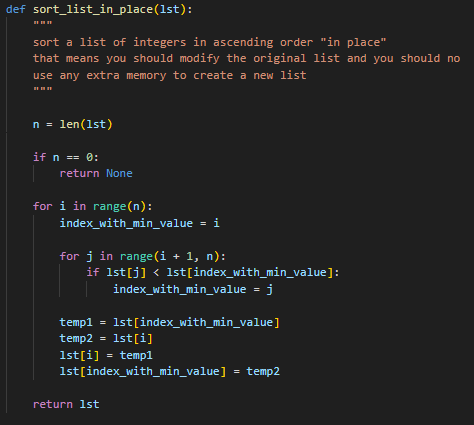 def sort_list_in_place(lst):
    """
    sort a list of integers in ascending order "in place"
    that means you should modify the original list and you should no
    use any extra memory to create a new list
    """
    n = len(lst)
    if n == 0:
        return None
    for i in range(n):
        index_with_min_value = i
        for j in range(i + 1, n):
            if lst[j] < lst[index_with_min_value]:
                index_with_min_value = j
        temp1 = lst[index_with_min_value]
        temp2 = lst[i]
        lst[i] = temp1
        lst[index_with_min_value] = temp2
    return lst